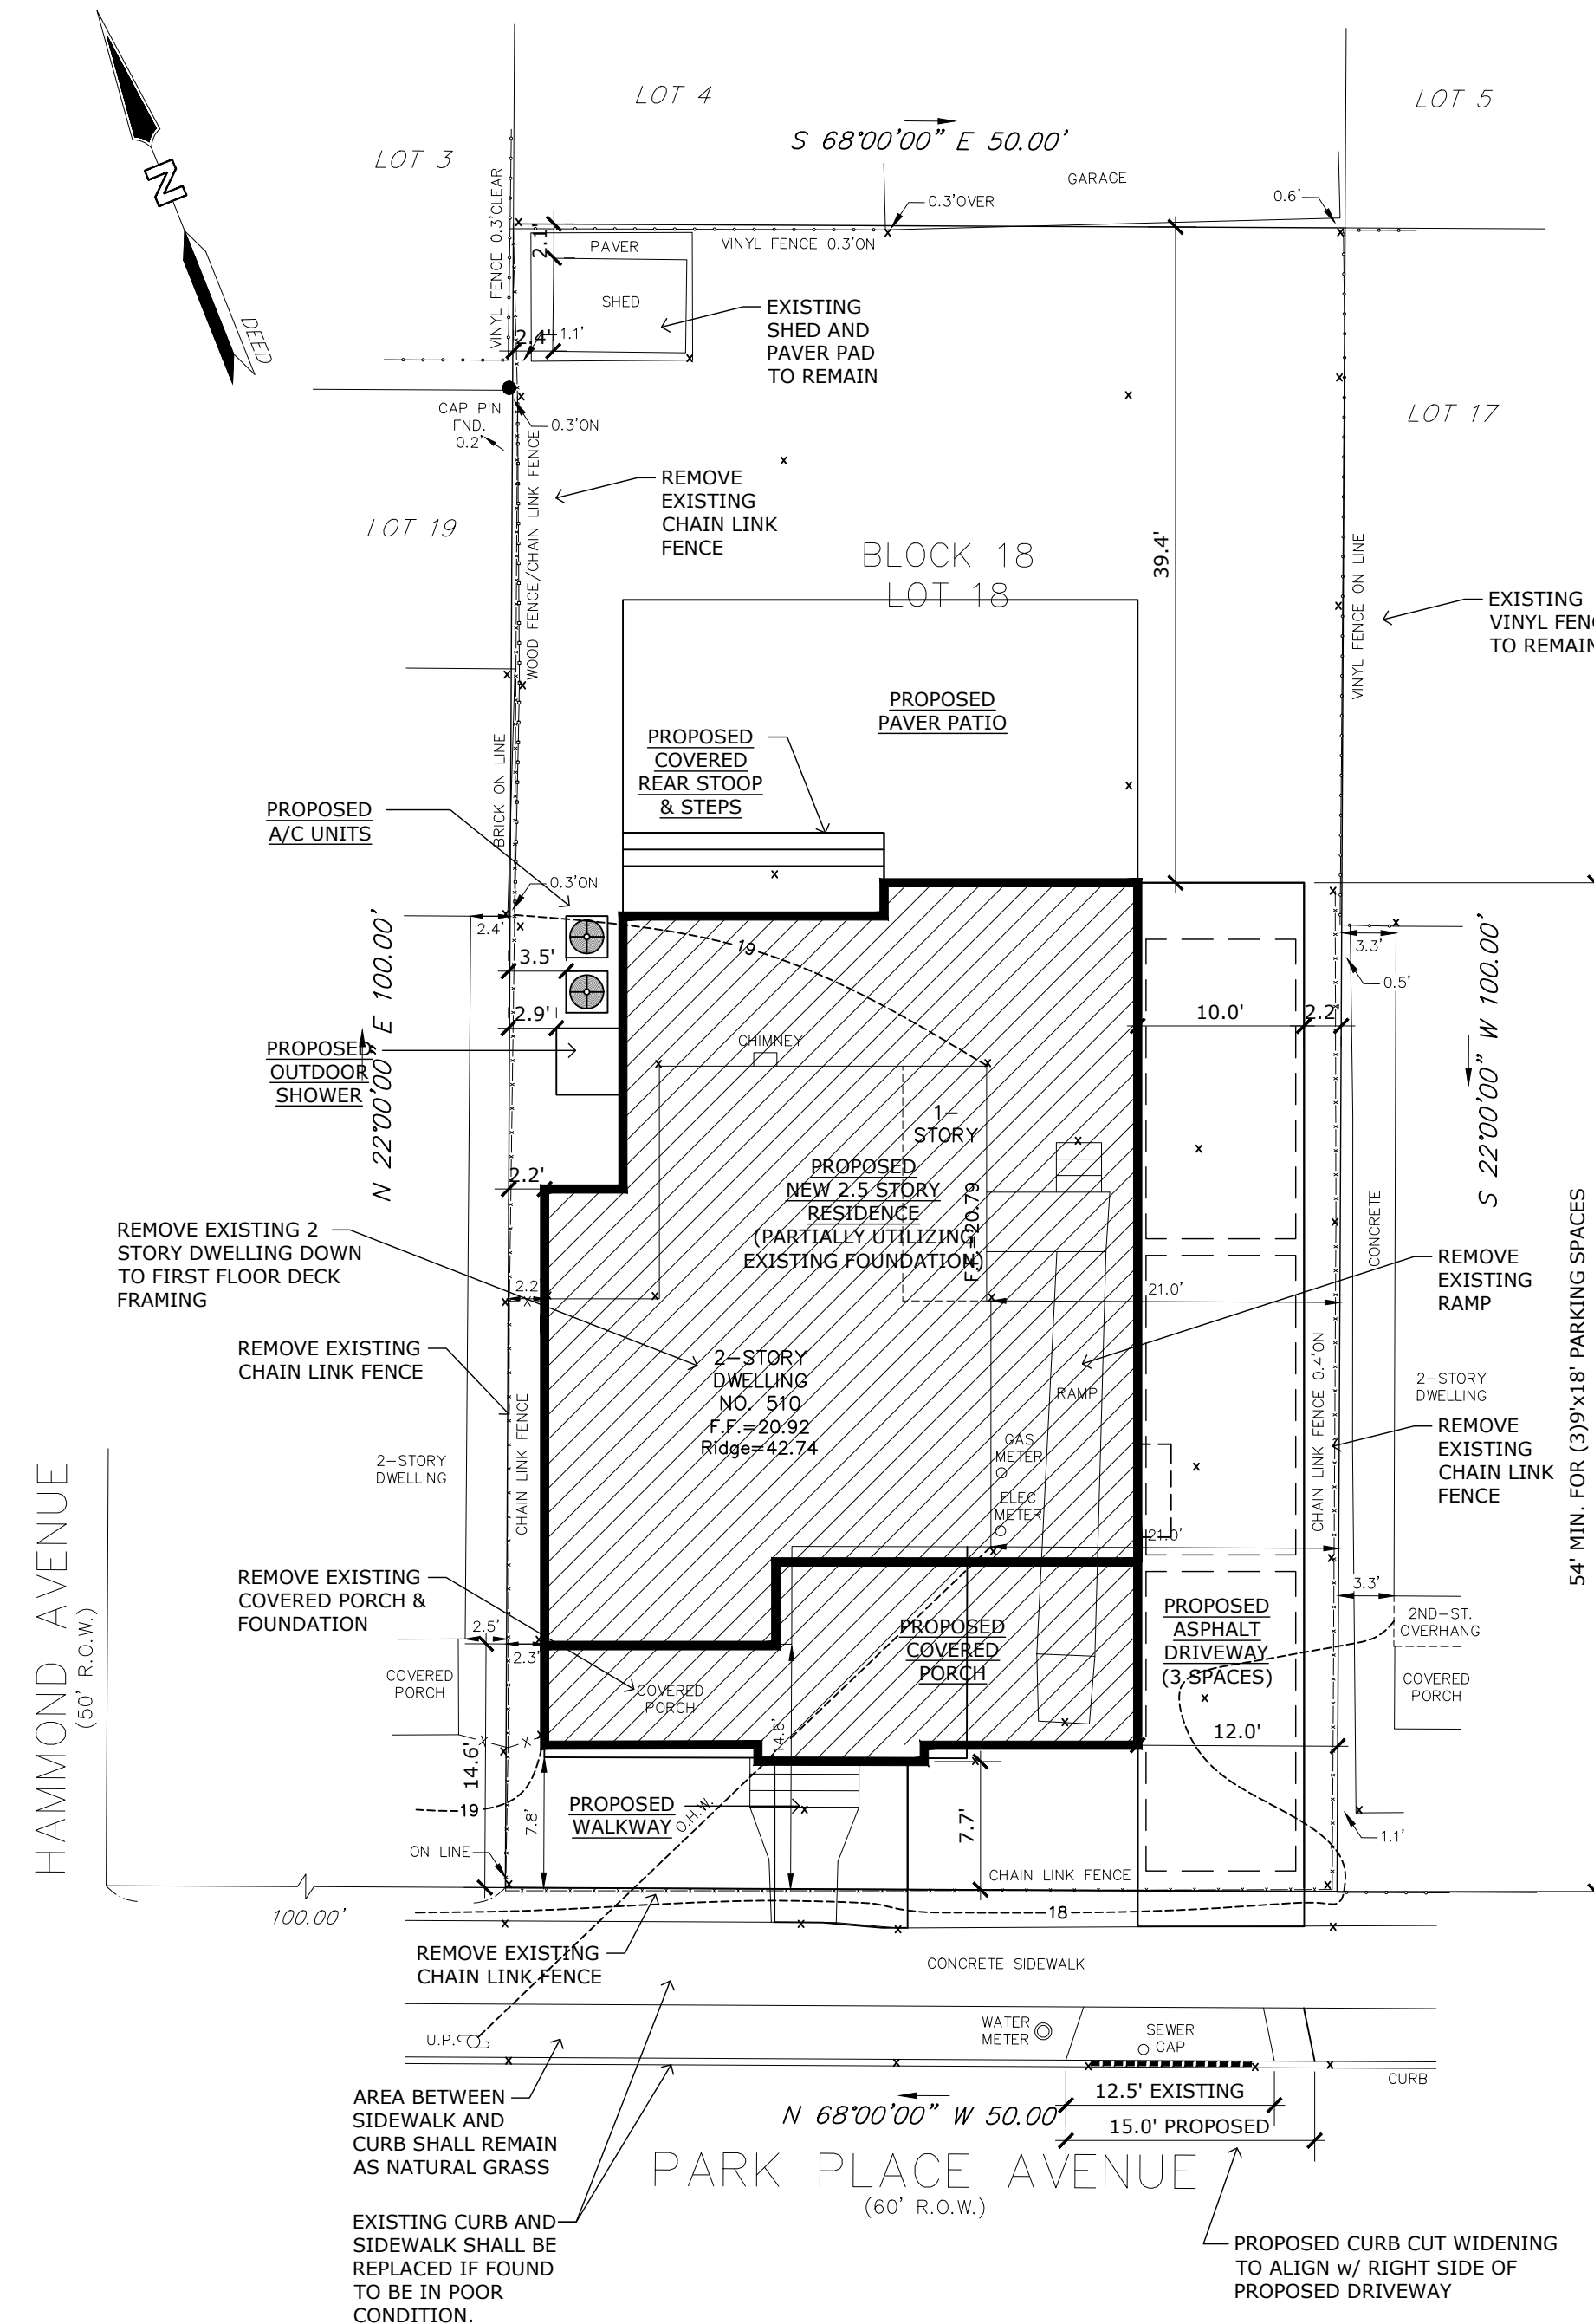 LOT 4
LOT 5
S 68°00'00" E 50.00'
LOT 3
N
DEED
VINYL FENCE 0.3'CLEAR
GARAGE
0.3'OVER
0.6'
2.1'
PAVER
VINYL FENCE 0.3'ON
SHED
EXISTING
SHED AND
PAVER PAD
TO REMAIN
2.4'
1.1'
CAP PIN
FND.
0.2'
0.3'ON
LOT 17
REMOVE
EXISTING
CHAIN LINK
FENCE
LOT 19
WOOD FENCE/CHAIN LINK FENCE
BLOCK 18
LOT 18
39.4'
VINYL FENCE ON LINE
EXISTING
VINYL FEN
TO REMAIN
PROPOSED
PAVER PATIO
PROPOSED
COVERED
REAR STOOP
& STEPS
BRICK ON LINE
PROPOSED
A/C UNITS
0.3'ON
2.4'
19
3.3'
3.5'
0.5'
N 22°00'00" E 100.00'
S 22°00'00" W 100.00'
2.9'
10.0'
2.2'
CHIMNEY
PROPOSED
OUTDOOR
SHOWER
1-
STORY
2.2'
PROPOSED
NEW 2.5 STORY
RESIDENCE
(PARTIALLY UTILIZING
EXISTING FOUNDATION)
F.F.=20.79
CONCRETE
REMOVE EXISTING 2
STORY DWELLING DOWN
TO FIRST FLOOR DECK
FRAMING
REMOVE
EXISTING
RAMP
2.2
21.0'
54' MIN. FOR (3)9'x18' PARKING SPACES
REMOVE EXISTING
CHAIN LINK FENCE
2-STORY
DWELLING
NO. 510
F.F.=20.92
Ridge=42.74
RAMP
CHAIN LINK FENCE 0.4'ON
2-STORY
DWELLING
CHAIN LINK FENCE
GAS
METER
REMOVE
EXISTING
CHAIN LINK
FENCE
2-STORY
DWELLING
ELEC
METER
21.0'
HAMMOND AVENUE
(50' R.O.W.)
REMOVE EXISTING
COVERED PORCH &
FOUNDATION
3.3'
PROPOSED
ASPHALT
DRIVEWAY
(3 SPACES)
2ND-ST.
OVERHANG
2.5'
2.3'
PROPOSED
COVERED
PORCH
COVERED
PORCH
COVERED
PORCH
COVERED
PORCH
14.6'
12.0'
14.6'
19
7.8'
PROPOSED
WALKWAY
O.H.W.
7.7'
1.1'
ON LINE
CHAIN LINK FENCE
100.00'
18
REMOVE EXISTING
CHAIN LINK FENCE
CONCRETE SIDEWALK
U.P.
WATER
METER
SEWER
CAP
CURB
12.5' EXISTING
AREA BETWEEN
SIDEWALK AND
CURB SHALL REMAIN
AS NATURAL GRASS
N 68°00'00" W 50.00'
15.0' PROPOSED
PARK PLACE AVENUE
(60' R.O.W.)
EXISTING CURB AND
SIDEWALK SHALL BE
REPLACED IF FOUND
TO BE IN POOR
CONDITION.
PROPOSED CURB CUT WIDENING
TO ALIGN w/ RIGHT SIDE OF
PROPOSED DRIVEWAY